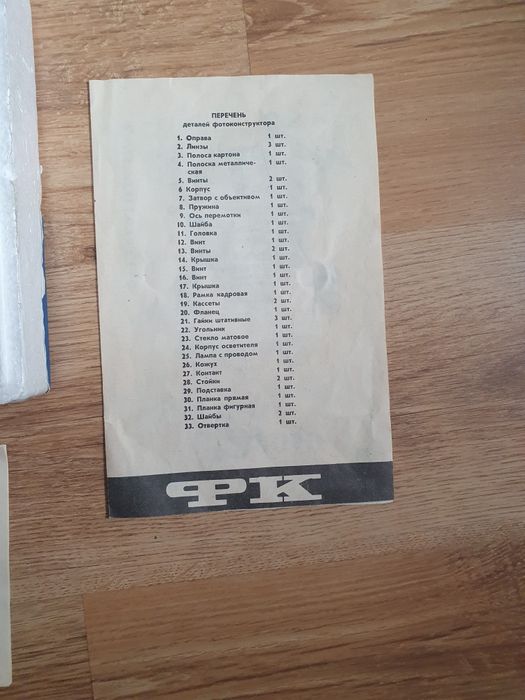 ПЕРЕЧЕНЬ
деталей фотоконструктора
1. Оправа 1 шт.
2. Линзы 3 шт.
3. Полоса картона 1 шт.
4. Полоска металличе- 1 шт.
ская
5. Винты 2 шт.
6 Корпус 1 шт.
7. Затвор с объективом 1 шт.
8. Пружина 1 шт.
9. Ось перемотки 1 шт.
10. Шайба 1 шт.
11. Головка 1 шт.
12. Винт 1 шт.
13. Винты 2 шт.
14. Крышка 1 шт.
15. Винт 1 шт.
16. Винт 1 шт.
17. Крышка 1 шт.
18. Рамка кадровая 1 шт.
19. Кассеты 2 шт.
20. Фланец 1 шт.
21. Гайки штативные 3 шт.
22. Угольник 1 шт.
23. Стекло матовое 1 шт.
24. Корпус осветителя 1 шт.
25. Лампа с проводом 1 шт.
26. Кожух 1 шт.
27. Контакт 1 шт.
28. Стойки 2 шт.
29. Подставка 1 шт.
30. Планка прямая 1 шт.
31. Планка фигурная 1 шт.
32. Шайбы 2 шт.
33. Отвертка 1 шт.
ФК